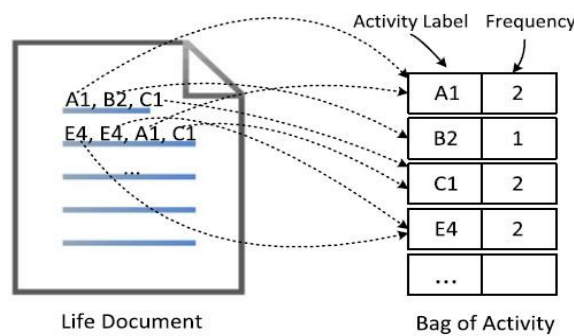 Activity Label Frequency
A1, B2, C1
E4, E4, A1, C1
...
A1 2
B2 1
C1 2
E4 2
...
Life Document
Bag of Activity